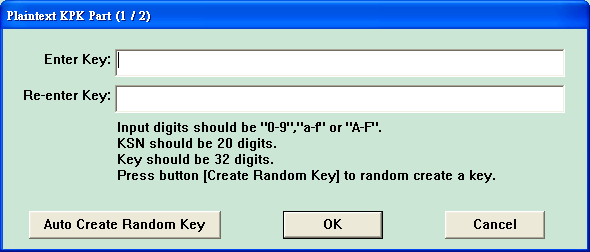 Plaintext KPK Part (1 / 2)
Enter Key:
Re-enter Key:
Input digits should be "0-9","a-f" or "A-F".
KSN should be 20 digits.
Key should be 32 digits.
Press button [Create Random Key] to random create a key.
Auto Create Random Key OK Cancel